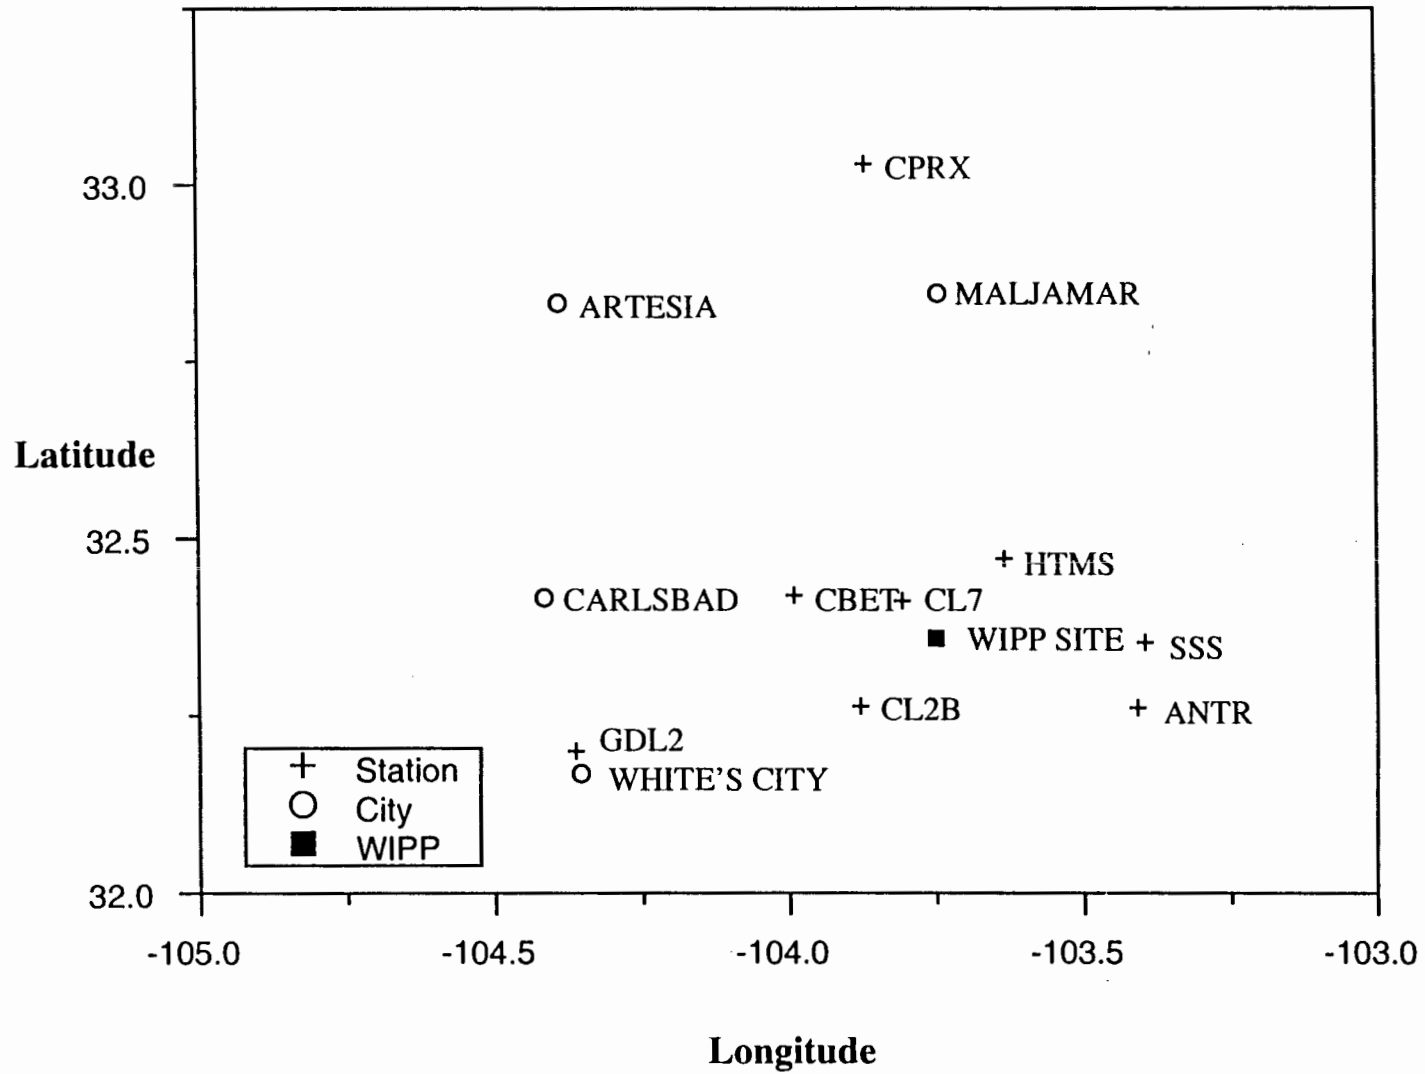 CPRX
33.0
MALJAMAR
ARTESIA
Latitude
32.5
HTMS
CARLSBAD
CBET
CL7
WIPP SITE
SSS
CL2B
ANTR
GDL2
WHITE'S CITY
Station
City
WIPP
32.0
-105.0 -104.5 -104.0 -103.5 -103.0
Longitude